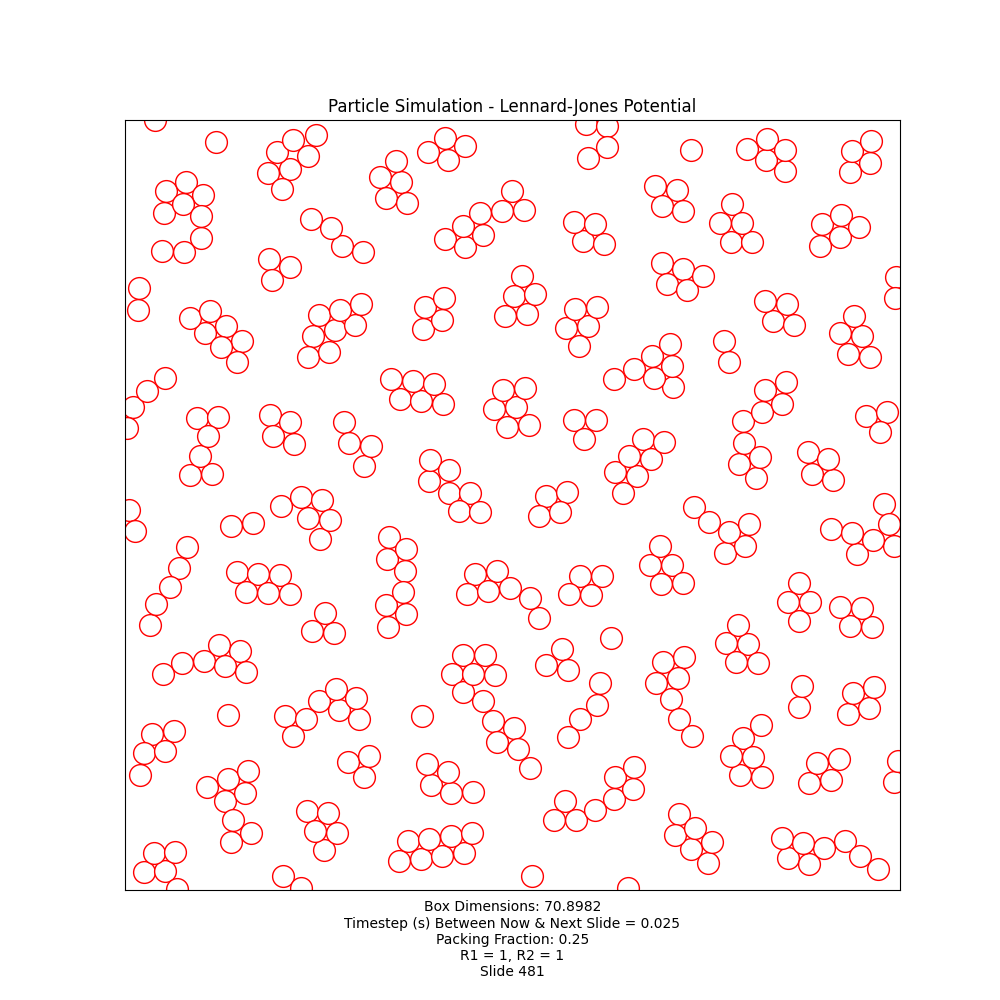 Particle Simulation - Lennard-Jones Potential
Box Dimensions: 70.8982
Timestep (s) Between Now & Next Slide = 0.025
Packing Fraction: 0.25
R1 = 1, R2 = 1
Slide 481